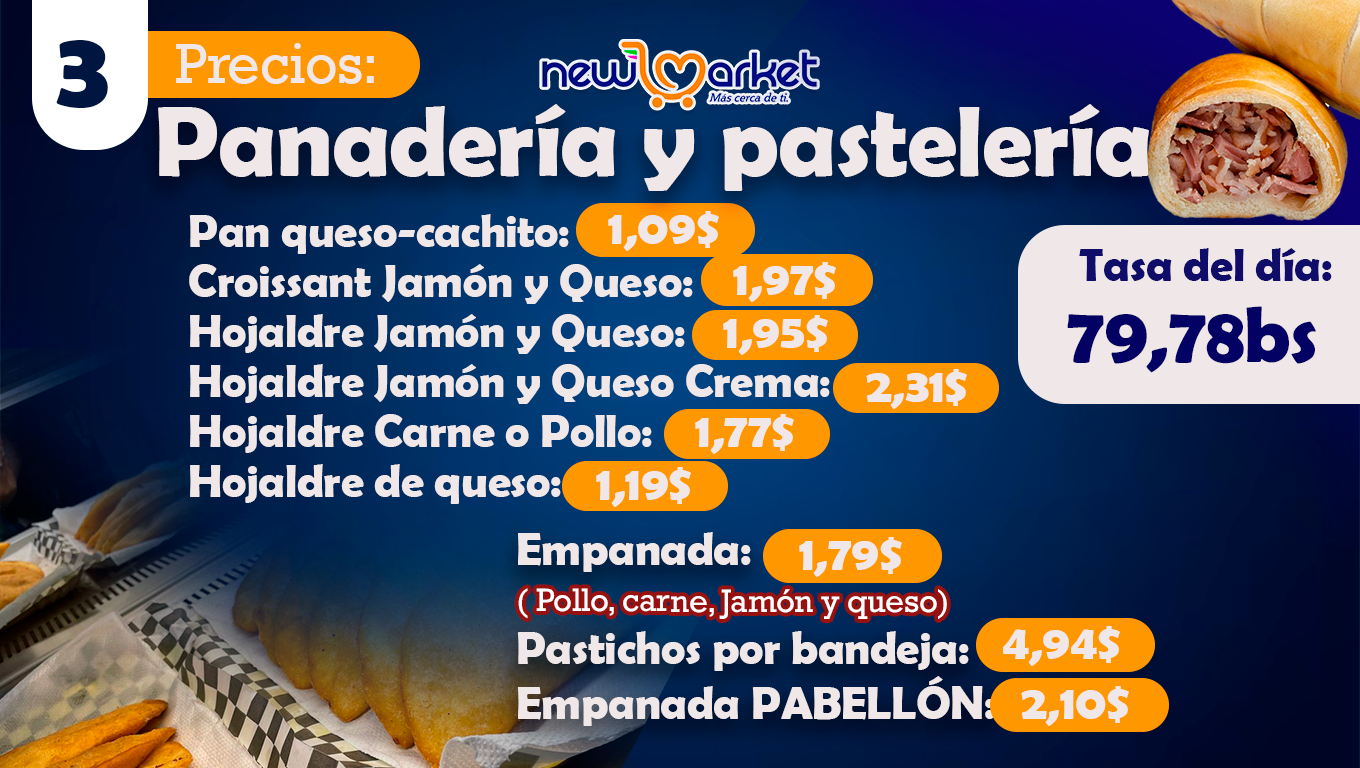 3
Precios:
new market
Más cerca de ti.
Panadería y pastelería
Pan queso-cachito: 1,09$
Croissant Jamón y Queso: 1,97$
Hojaldre Jamón y Queso: 1,95$
Hojaldre Jamón y Queso Crema: 2,31$
Hojaldre Carne o Pollo: 1,77$
Hojaldre de queso: 1,19$
Tasa del día:
79,78bs
Empanada: 1,79$
( Pollo, carne, Jamón y queso)
Pastichos por bandeja: 4,94$
Empanada PABELLÓN: 2,10$